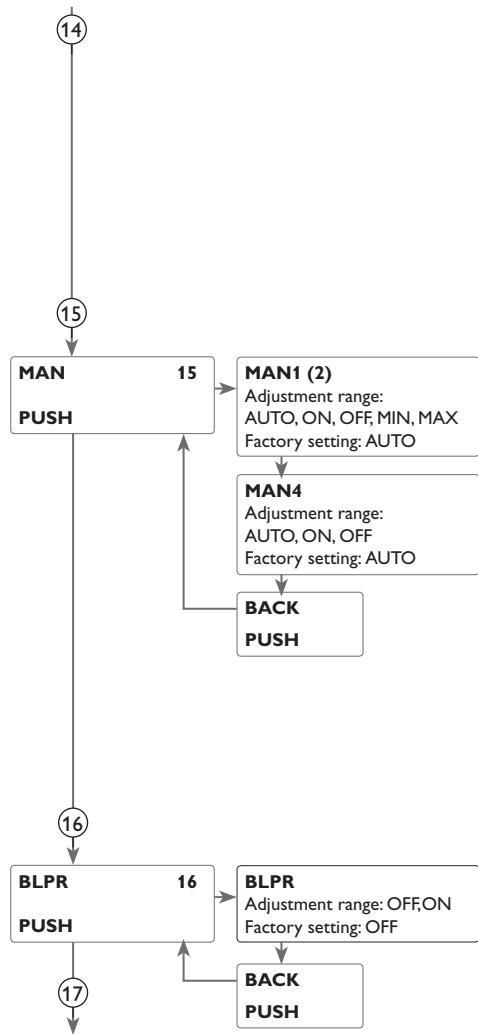 14
15
MAN 15
PUSH
MAN1 (2)
Adjustment range:
AUTO, ON, OFF, MIN, MAX
Factory setting: AUTO
MAN4
Adjustment range:
AUTO, ON, OFF
Factory setting: AUTO
BACK
PUSH
16
BLPR 16
PUSH
BLPR
Adjustment range: OFF,ON
Factory setting: OFF
BACK
PUSH
17